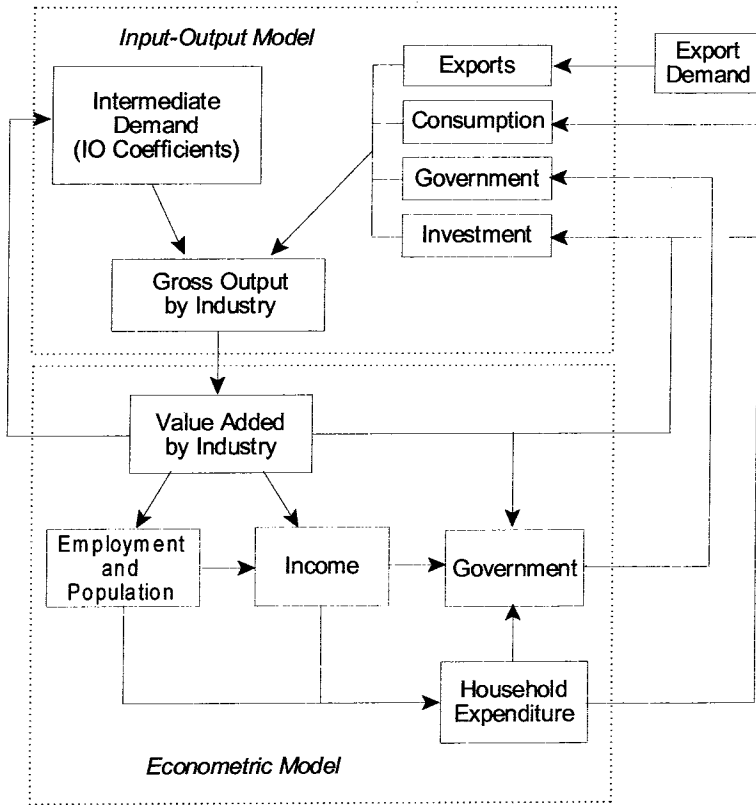 Input-Output Model
Intermediate
Demand
(IO Coefficients)
Exports
Consumption
Government
Investment
Export
Demand
Gross Output
by Industry
Value Added
by Industry
Employment
and
Population
Income
Government
Household
Expenditure
Econometric Model